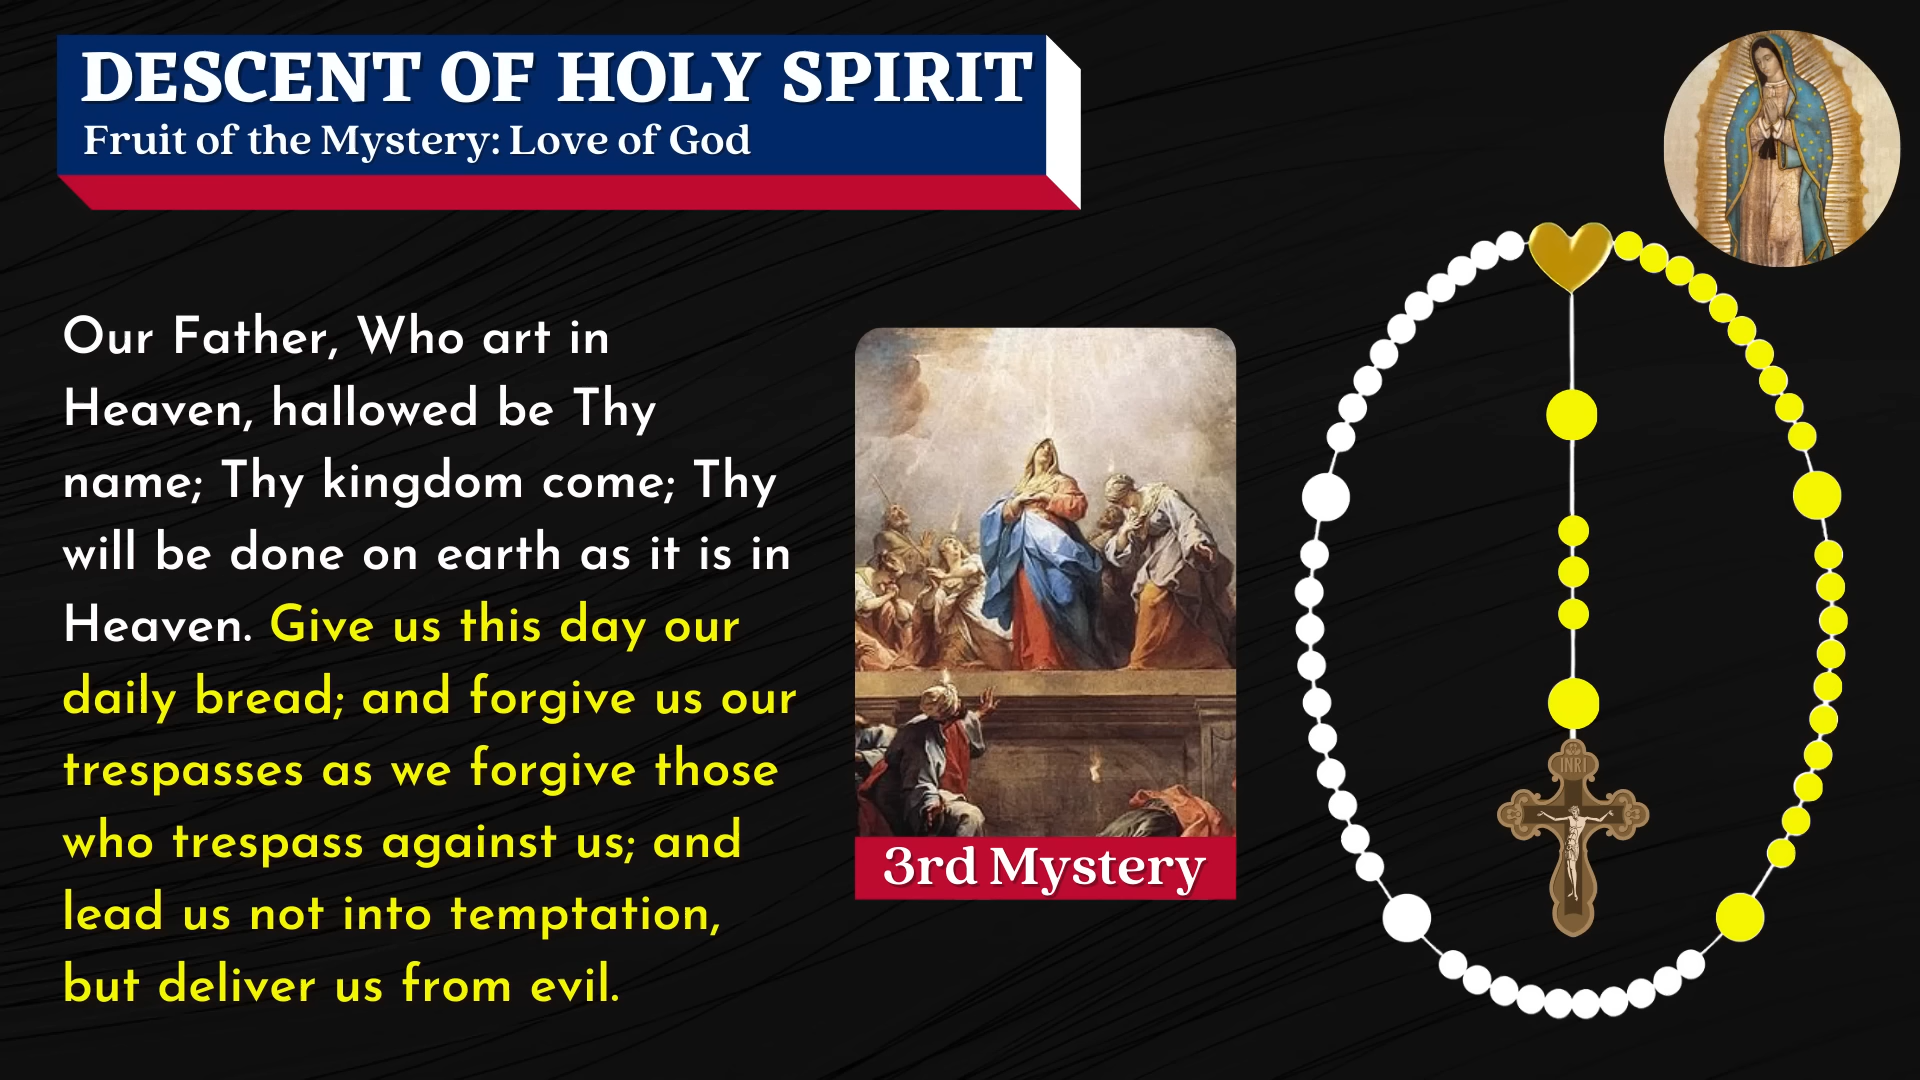 DESCENT OF HOLY SPIRIT
Fruit of the Mystery: Love of God
Our Father, Who art in
Heaven, hallowed be Thy
name; Thy kingdom come; Thy
will be done on earth as it is in
Heaven. Give us this day our
daily bread; and forgive us our
trespasses as we forgive those
who trespass against us; and
lead us not into temptation,
but deliver us from evil.
3rd Mystery
INRI